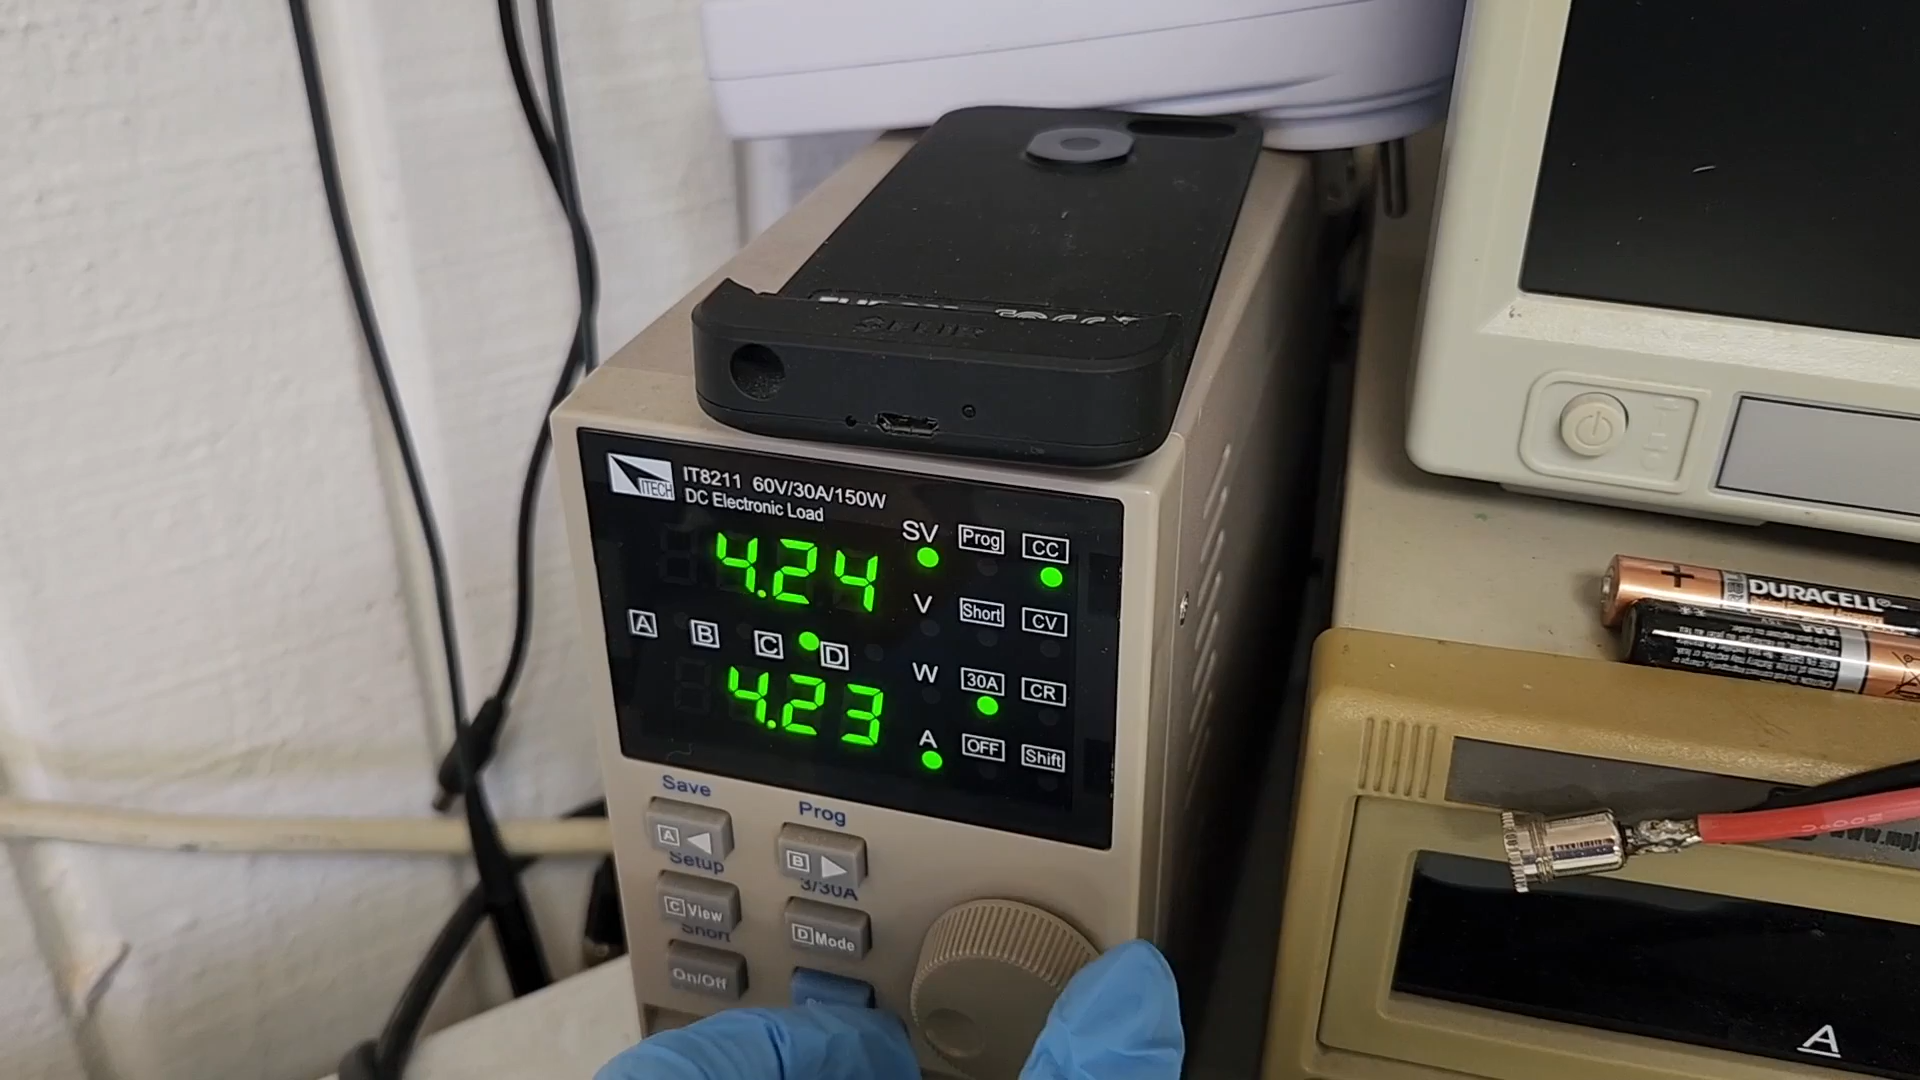 ITECH
IT8211 60V/30A/150W
DC Electronic Load
4.24
SV
Prog
CC
V
Short
CV
A
B
C
D
4.23
W
30A
CR
A
OFF
Shift
Save
Prog
A
B
Setup
3/30A
C View
D Mode
Short
On/Off
DURACELL
A